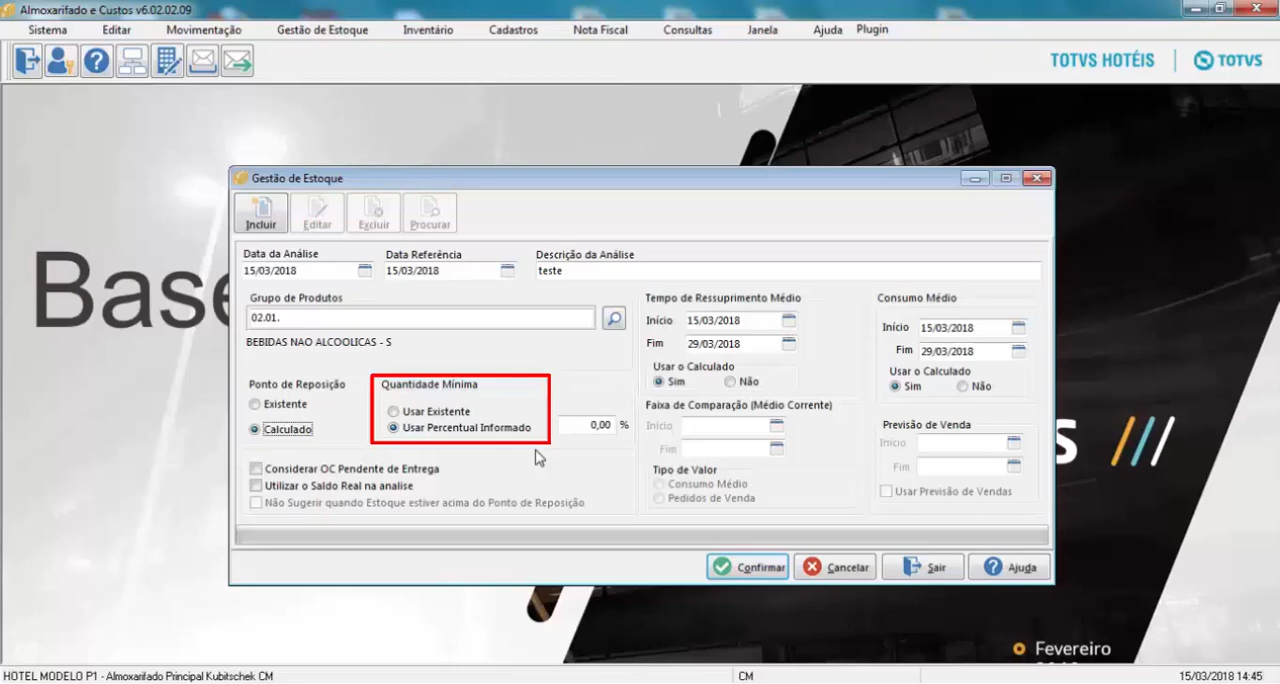 Almoxarifado e Custos v6.02.02.09
Sistema Editar Movimentação Gestão de Estoque Inventário Cadastros Nota Fiscal Consultas Janela Ajuda Plugin
TOTVS HOTÉIS TOTVS
Gestão de Estoque
Incluir Editar Excluir Procurar
Data da Análise Data Referência Descrição da Análise
15/03/2018 15/03/2018 teste
Grupo de Produtos
02.01.
BEBIDAS NAO ALCOOLICAS - S
Ponto de Reposição
Existente
Calculado
Quantidade Mínima
Usar Existente
Usar Percentual Informado
0,00 %
Considerar OC Pendente de Entrega
Utilizar o Saldo Real na analise
Não Sugerir quando Estoque estiver acima do Ponto de Reposição
Tempo de Ressuprimento Médio
Início 15/03/2018
Fim 29/03/2018
Usar o Calculado
Sim Não
Faixa de Comparação (Médio Corrente)
Início
Fim
Tipo de Valor
Consumo Médio
Pedidos de Venda
Consumo Médio
Início 15/03/2018
Fim 29/03/2018
Usar o Calculado
Sim Não
Previsão de Venda
Início
Fim
Usar Previsão de Vendas
Confirmar Cancelar Sair Ajuda
Bas
S
Fevereiro
HOTEL MODELO P1 - Almoxarifado Principal Kubitschek CM CM 15/03/2018 14:45